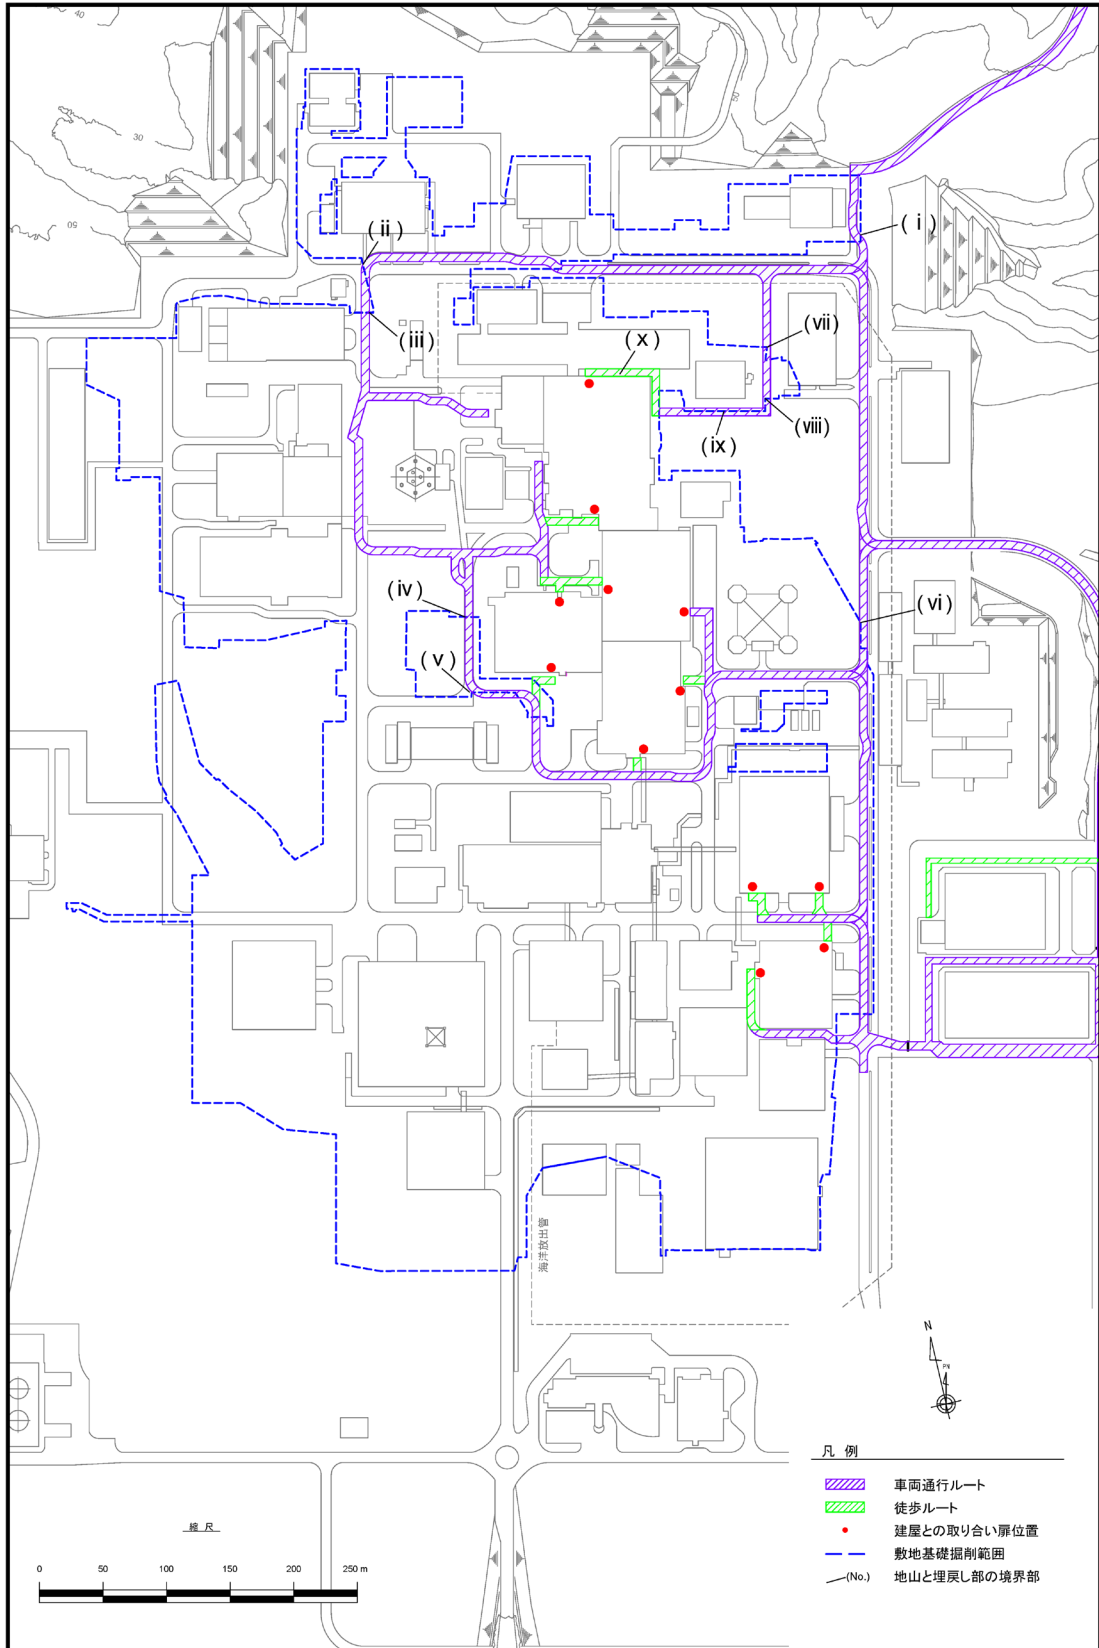 40
30
50
50
(i)
(ii)
(iii)
(vii)
(x)
(viii)
(ix)
(iv)
(vi)
(v)
海洋放出管
N
PN
凡 例
車両通行ルート
徒歩ルート
建屋との取り合い扉位置
敷地基礎掘削範囲
(No.) 地山と埋戻し部の境界部
縮 尺
0 50 100 150 200 250 m